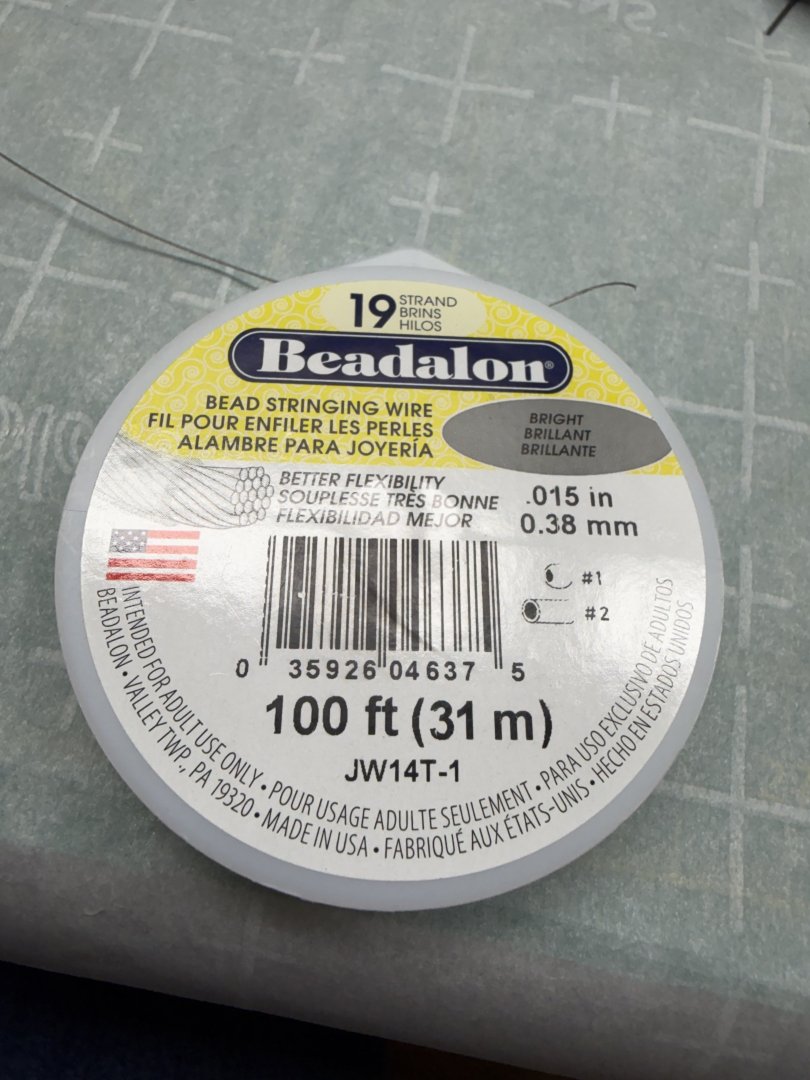 19 STRAND
BRINS
HILOS
Beadalon®
BEAD STRINGING WIRE
FIL POUR ENFILER LES PERLES
ALAMBRE PARA JOYERÍA
BRIGHT
BRILLANT
BRILLANTE
BETTER FLEXIBILITY
SOUPLESSE TRÈS BONNE
FLEXIBILIDAD MEJOR
.015 in
0.38 mm
#1
#2
0 35926 04637 5
100 ft (31 m)
JW14T-1
INTENDED FOR ADULT USE ONLY • POUR USAGE ADULTE SEULEMENT • PARA USO EXCLUSIVO DE ADULTOS
BEADALON • VALLEY TWP., PA 19320 • MADE IN USA • FABRIQUÉ AUX ÉTATS-UNIS • HECHO EN ESTADOS UNIDOS